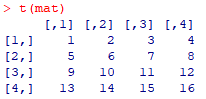 > t(mat)
     [,1] [,2] [,3] [,4]
[1,]    1    2    3    4
[2,]    5    6    7    8
[3,]    9   10   11   12
[4,]   13   14   15   16